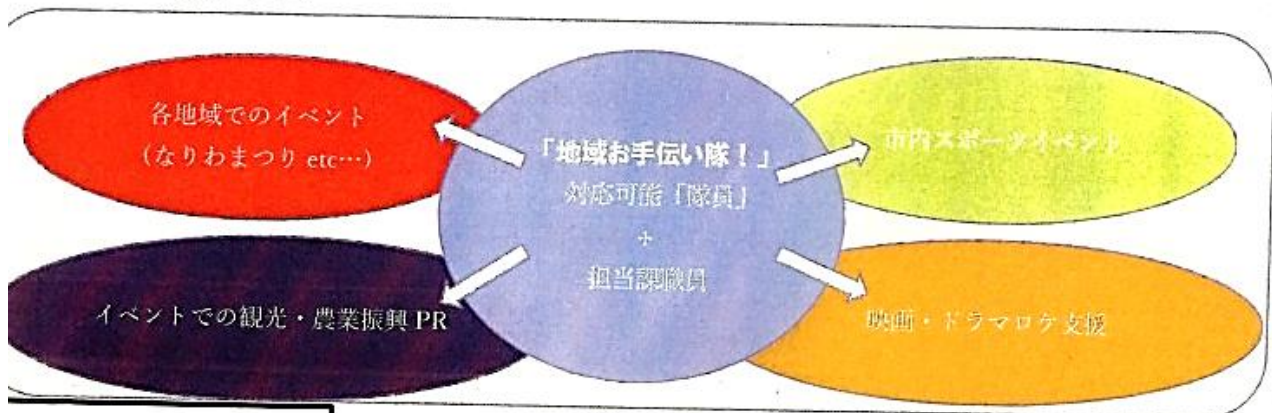 各地域でのイベント
（なりわまつり etc…）
「地域お手伝い隊！」
対応可能「隊員」
+
担当課職員
市内スポーツイベント
イベントでの観光・農業振興 PR
映画・ドラマロケ支援